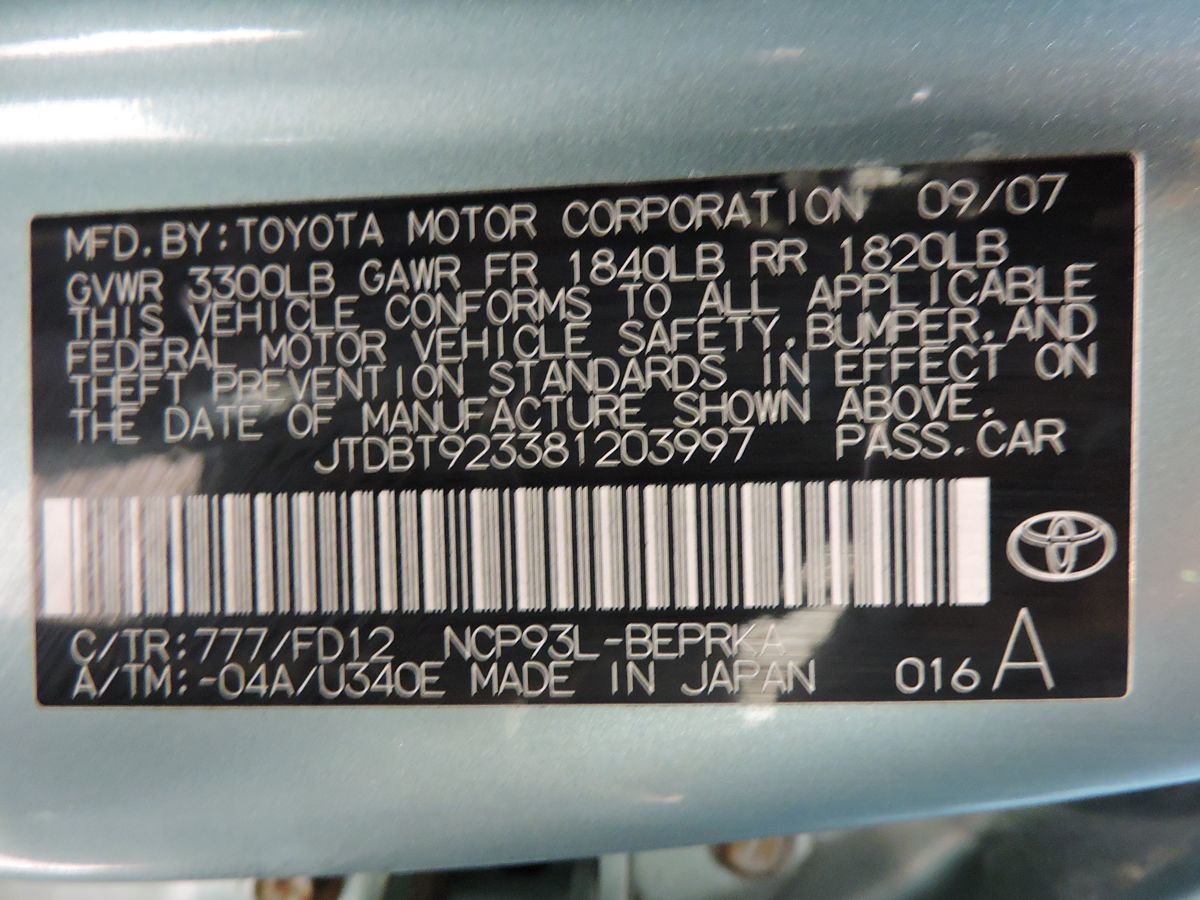 MFD.BY:TOYOTA MOTOR CORPORATION 09/07
GVWR 3300LB GAWR FR 1840LB RR 1820LB
THIS VEHICLE CONFORMS TO ALL APPLICABLE
FEDERAL MOTOR VEHICLE SAFETY,BUMPER,AND
THEFT PREVENTION STANDARDS IN EFFECT ON
THE DATE OF MANUFACTURE SHOWN ABOVE.
JTDBT923381203997 PASS.CAR
C/TR:777/FD12 NCP93L-BEPRKA
A/TM:-04A/U340E MADE IN JAPAN 016 A